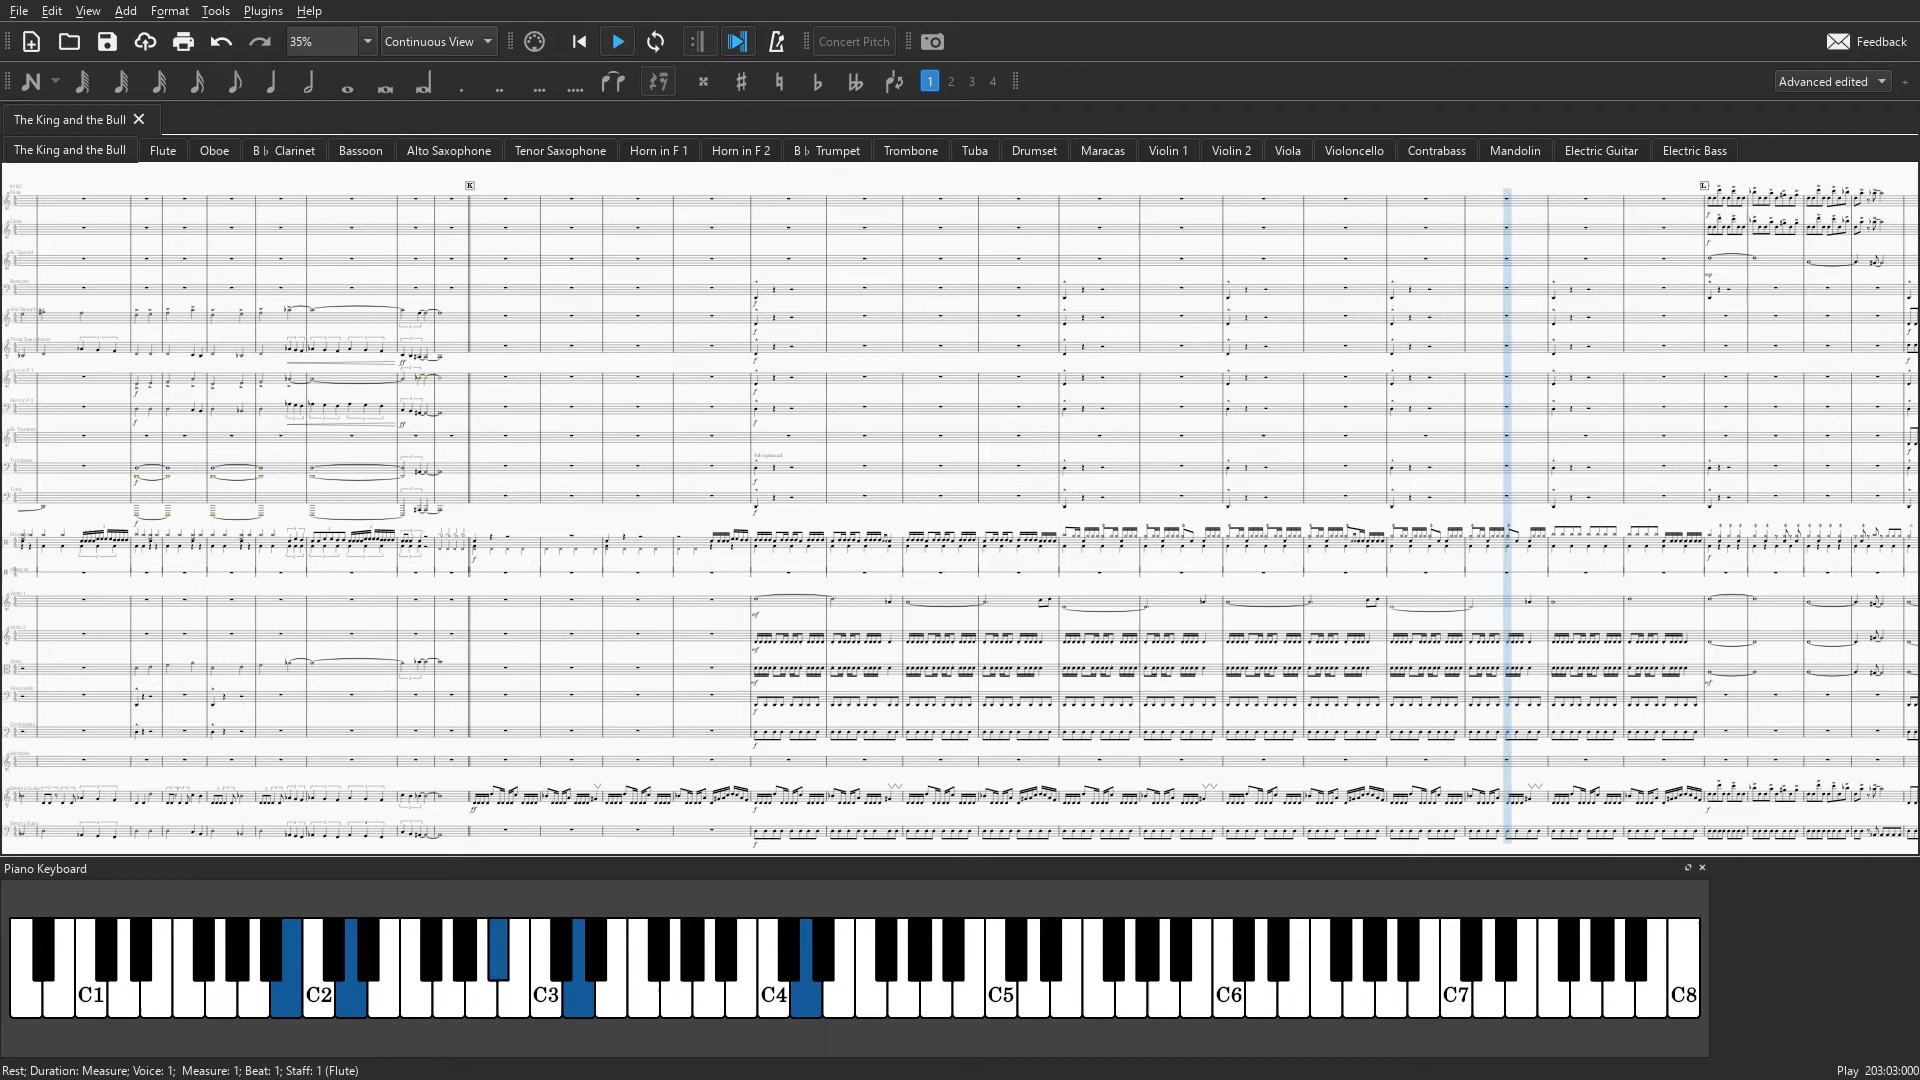 File Edit View Add Format Tools Plugins Help
35% Continuous View Concert Pitch Feedback
1 2 3 4 Advanced edited
The King and the Bull
The King and the Bull Flute Oboe B♭ Clarinet Bassoon Alto Saxophone Tenor Saxophone Horn in F 1 Horn in F 2 B♭ Trumpet Trombone Tuba Drumset Maracas Violin 1 Violin 2 Viola Violoncello Contrabass Mandolin Electric Guitar Electric Bass
K L
Piano Keyboard
C1 C2 C3 C4 C5 C6 C7 C8
Rest; Duration: Measure; Voice: 1; Measure: 1; Beat: 1; Staff: 1 (Flute) Play 203:03:000